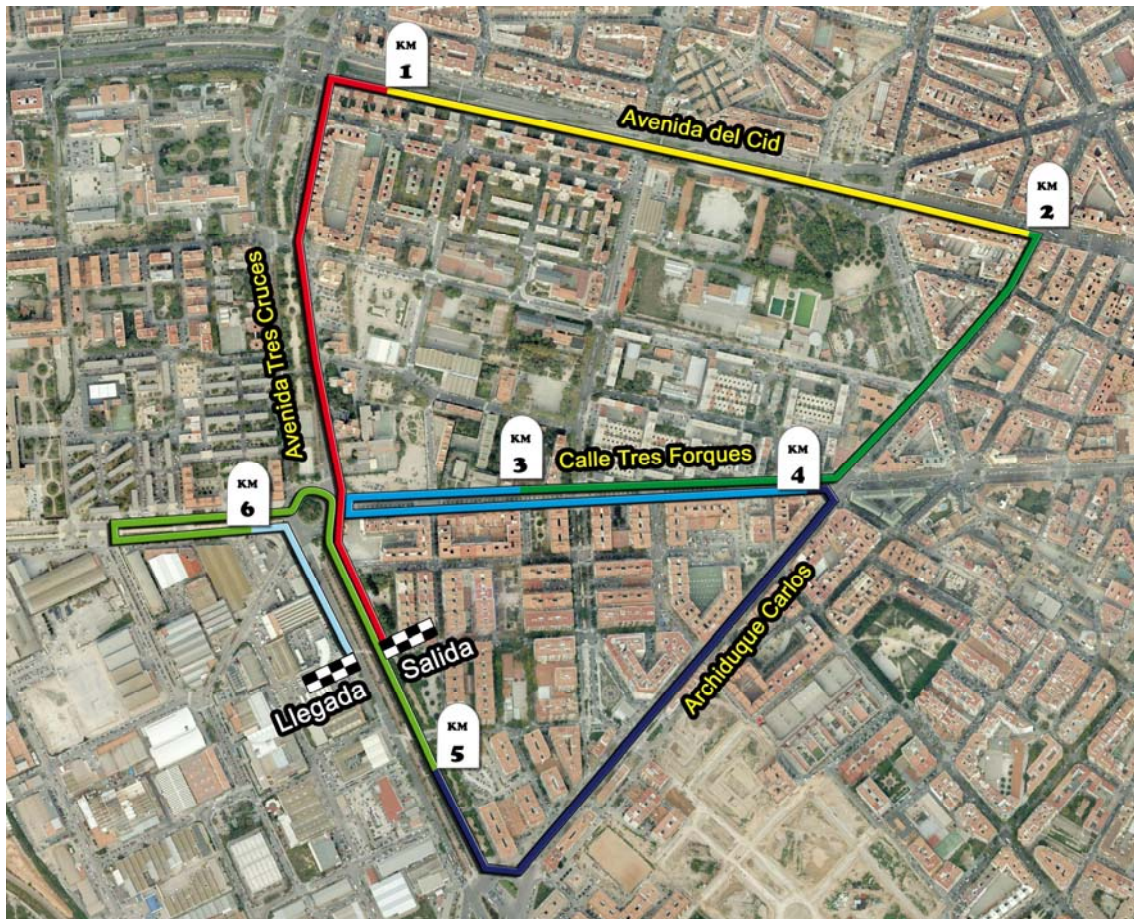 KM
1
Avenida del Cid
KM
2
Avenida Tres Cruces
KM
3
Calle Tres Forques
KM
4
KM
6
Archiduque Carlos
Salida
Llegada
KM
5